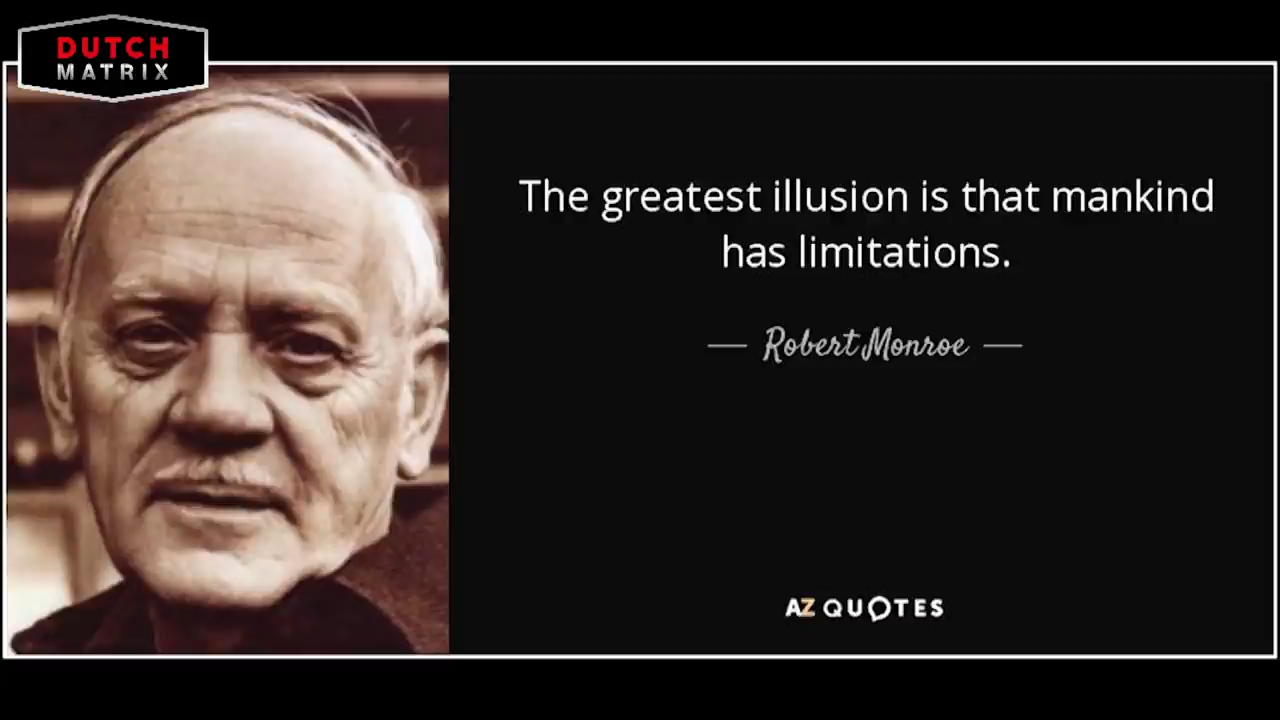 DUTCH
MATRIX
The greatest illusion is that mankind
has limitations.
— Robert Monroe —
AZ QUOTES